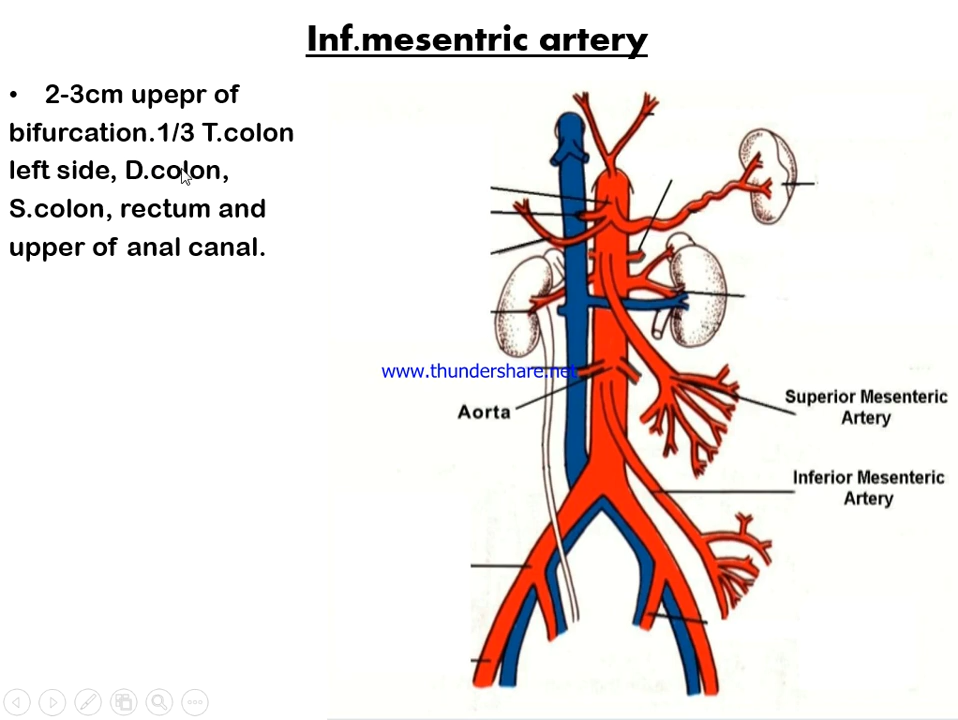 Inf.mesentric artery
• 2-3cm upepr of
bifurcation.1/3 T.colon
left side, D.colon,
S.colon, rectum and
upper of anal canal.
www.thundershare.net
Aorta
Superior Mesenteric
Artery
Inferior Mesenteric
Artery